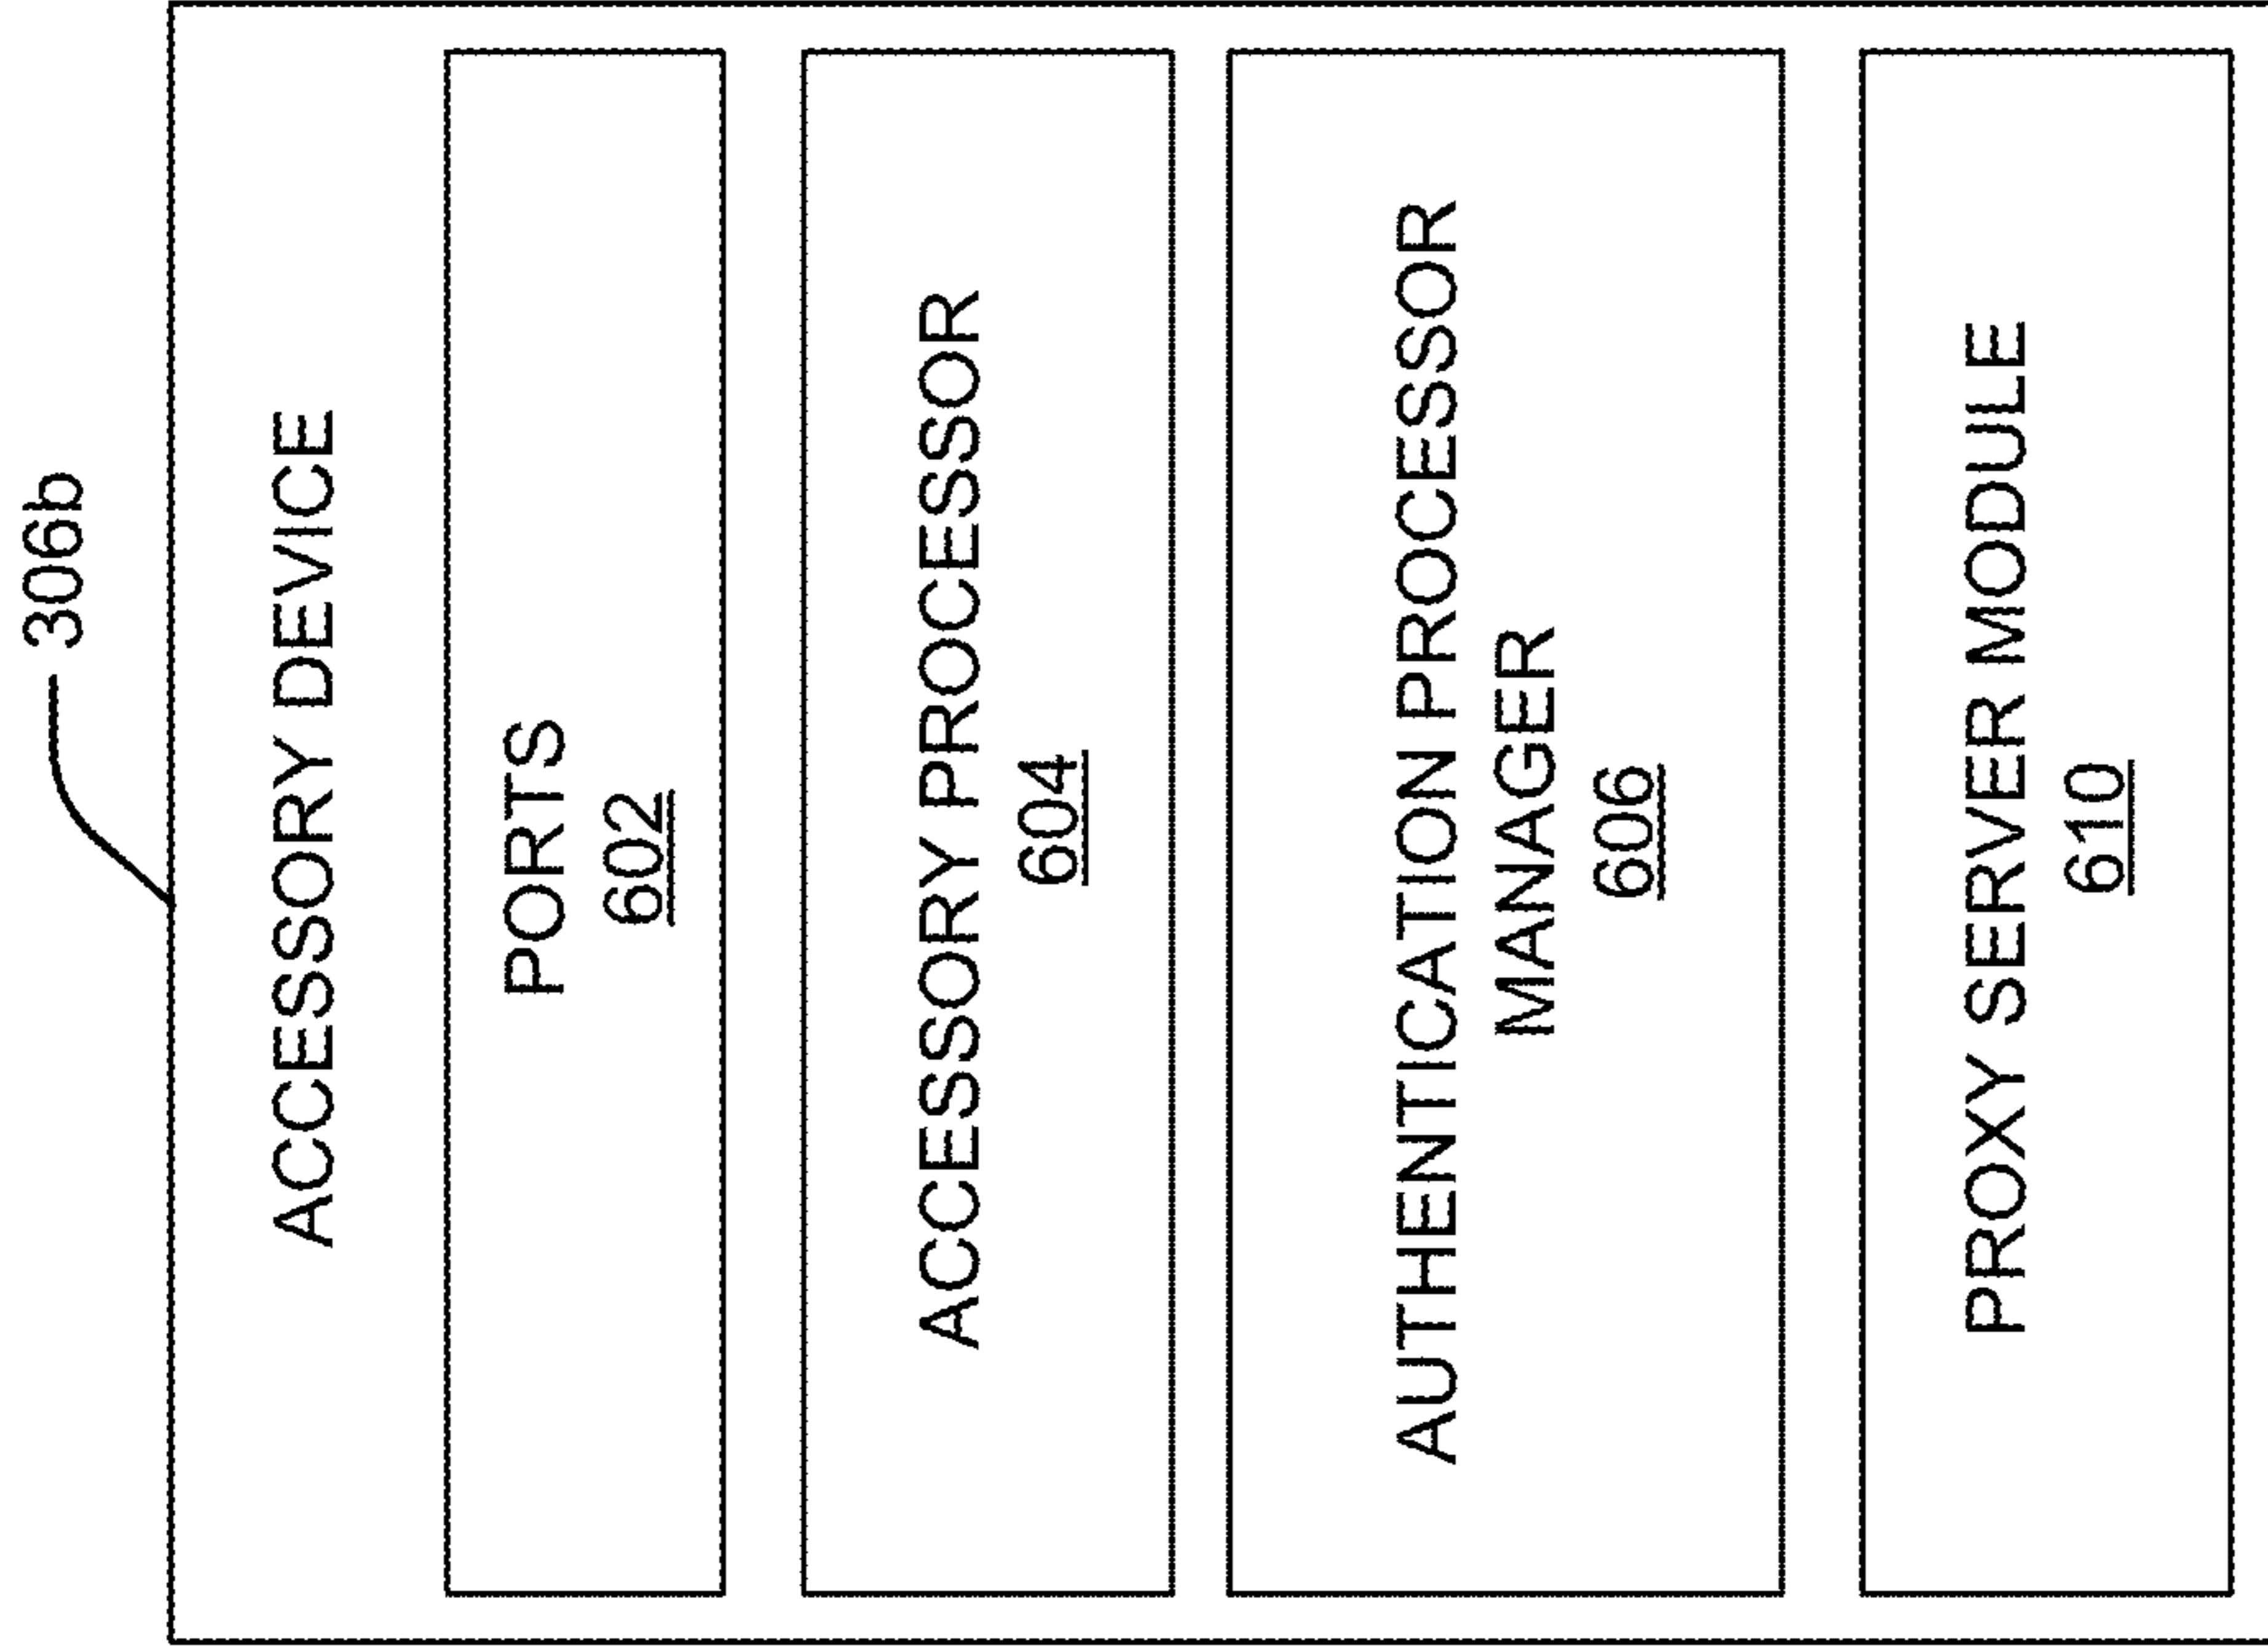 306b
ACCESSORY DEVICE
PORTS
602
ACCESSORY PROCESSOR
604
AUTHENTICATION PROCESSOR
MANAGER
606
PROXY SERVER MODULE
610